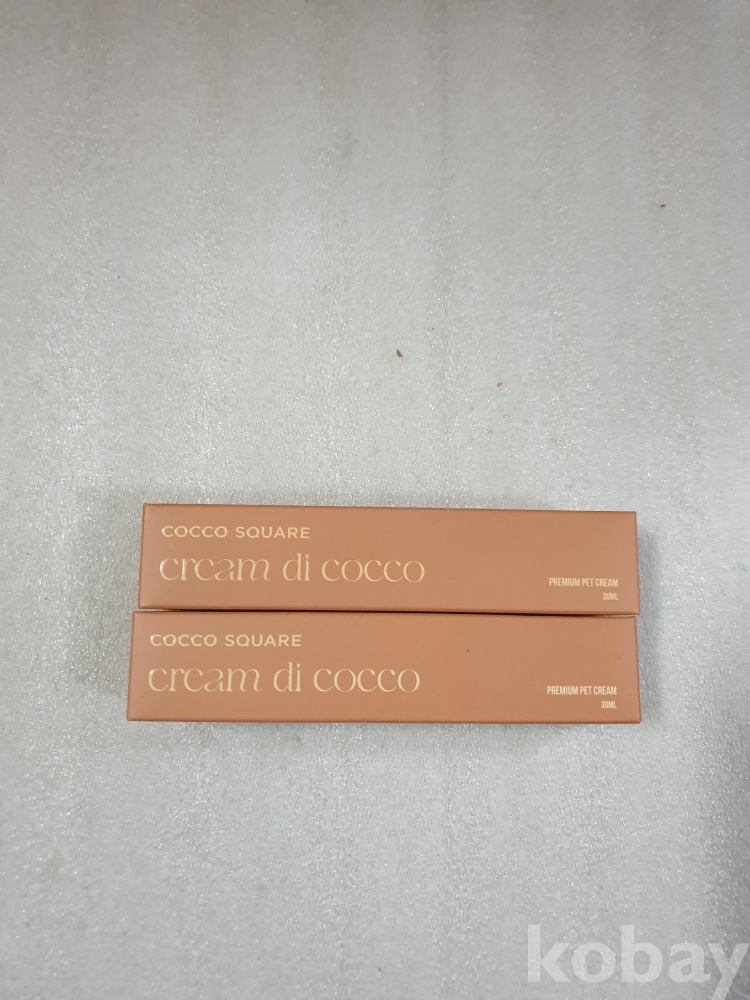 COCCO SQUARE
cream di cocco
PREMIUM PET CREAM
30ML
COCCO SQUARE
cream di cocco
PREMIUM PET CREAM
30ML
kobay